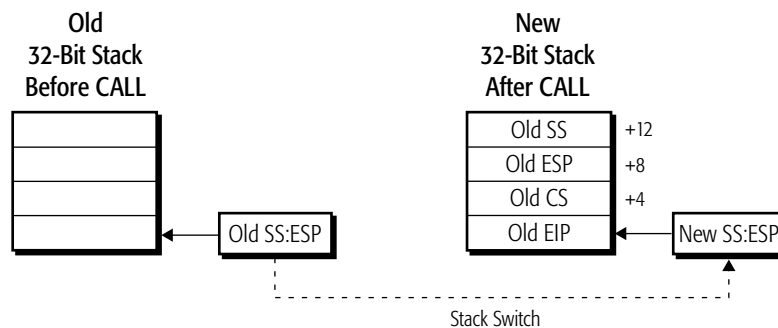 Old
32-Bit Stack
Before CALL
New
32-Bit Stack
After CALL
Old SS +12
Old ESP +8
Old CS +4
Old SS:ESP
Old EIP
New SS:ESP
Stack Switch